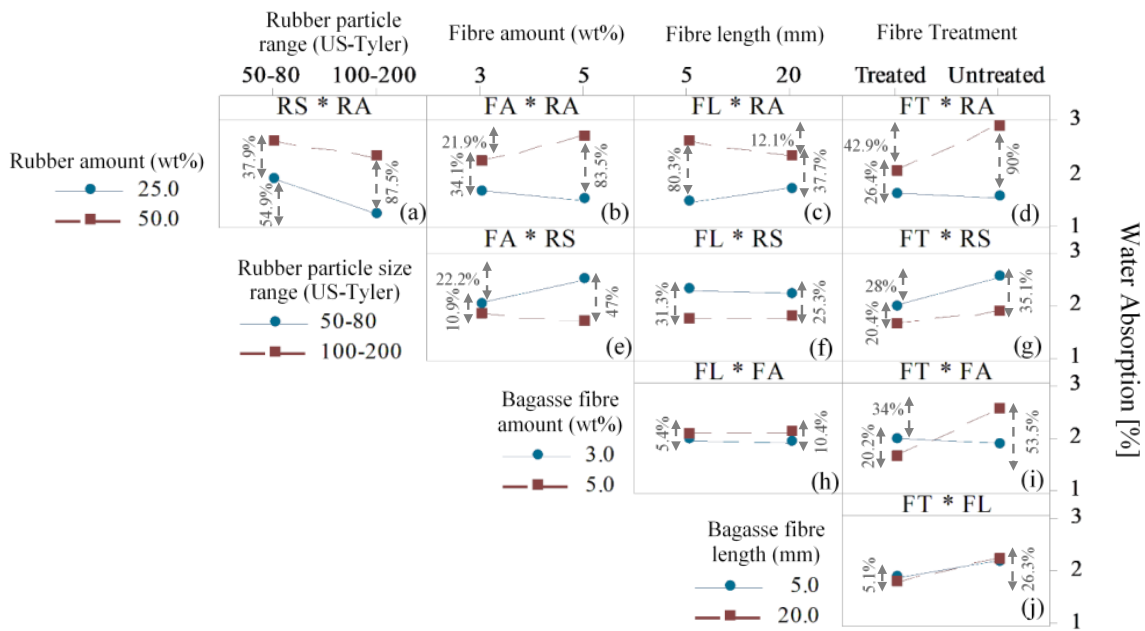 Rubber particle
range (US-Tyler)
Fibre amount (wt%)
Fibre length (mm)
Fibre Treatment
50-80 100-200
3 5
5 20
Treated Untreated
RS * RA
FA * RA
FL * RA
FT * RA
Rubber amount (wt%)
25.0
50.0
37.9%
54.9%
87.5%
(a)
21.9%
34.1%
83.5%
(b)
80.3%
12.1%
37.7%
(c)
42.9%
26.4%
90%
(d)
3
2
1
FA * RS
FL * RS
FT * RS
Rubber particle size
range (US-Tyler)
50-80
100-200
22.2%
10.9%
47%
(e)
31.3%
25.3%
(f)
28%
20.4%
35.1%
(g)
3
2
1
Water Absorption [%]
FL * FA
FT * FA
Bagasse fibre
amount (wt%)
3.0
5.0
5.4%
10.4%
(h)
34%
20.2%
53.5%
(i)
3
2
1
FT * FL
Bagasse fibre
length (mm)
5.0
20.0
5.1%
26.3%
(j)
3
2
1